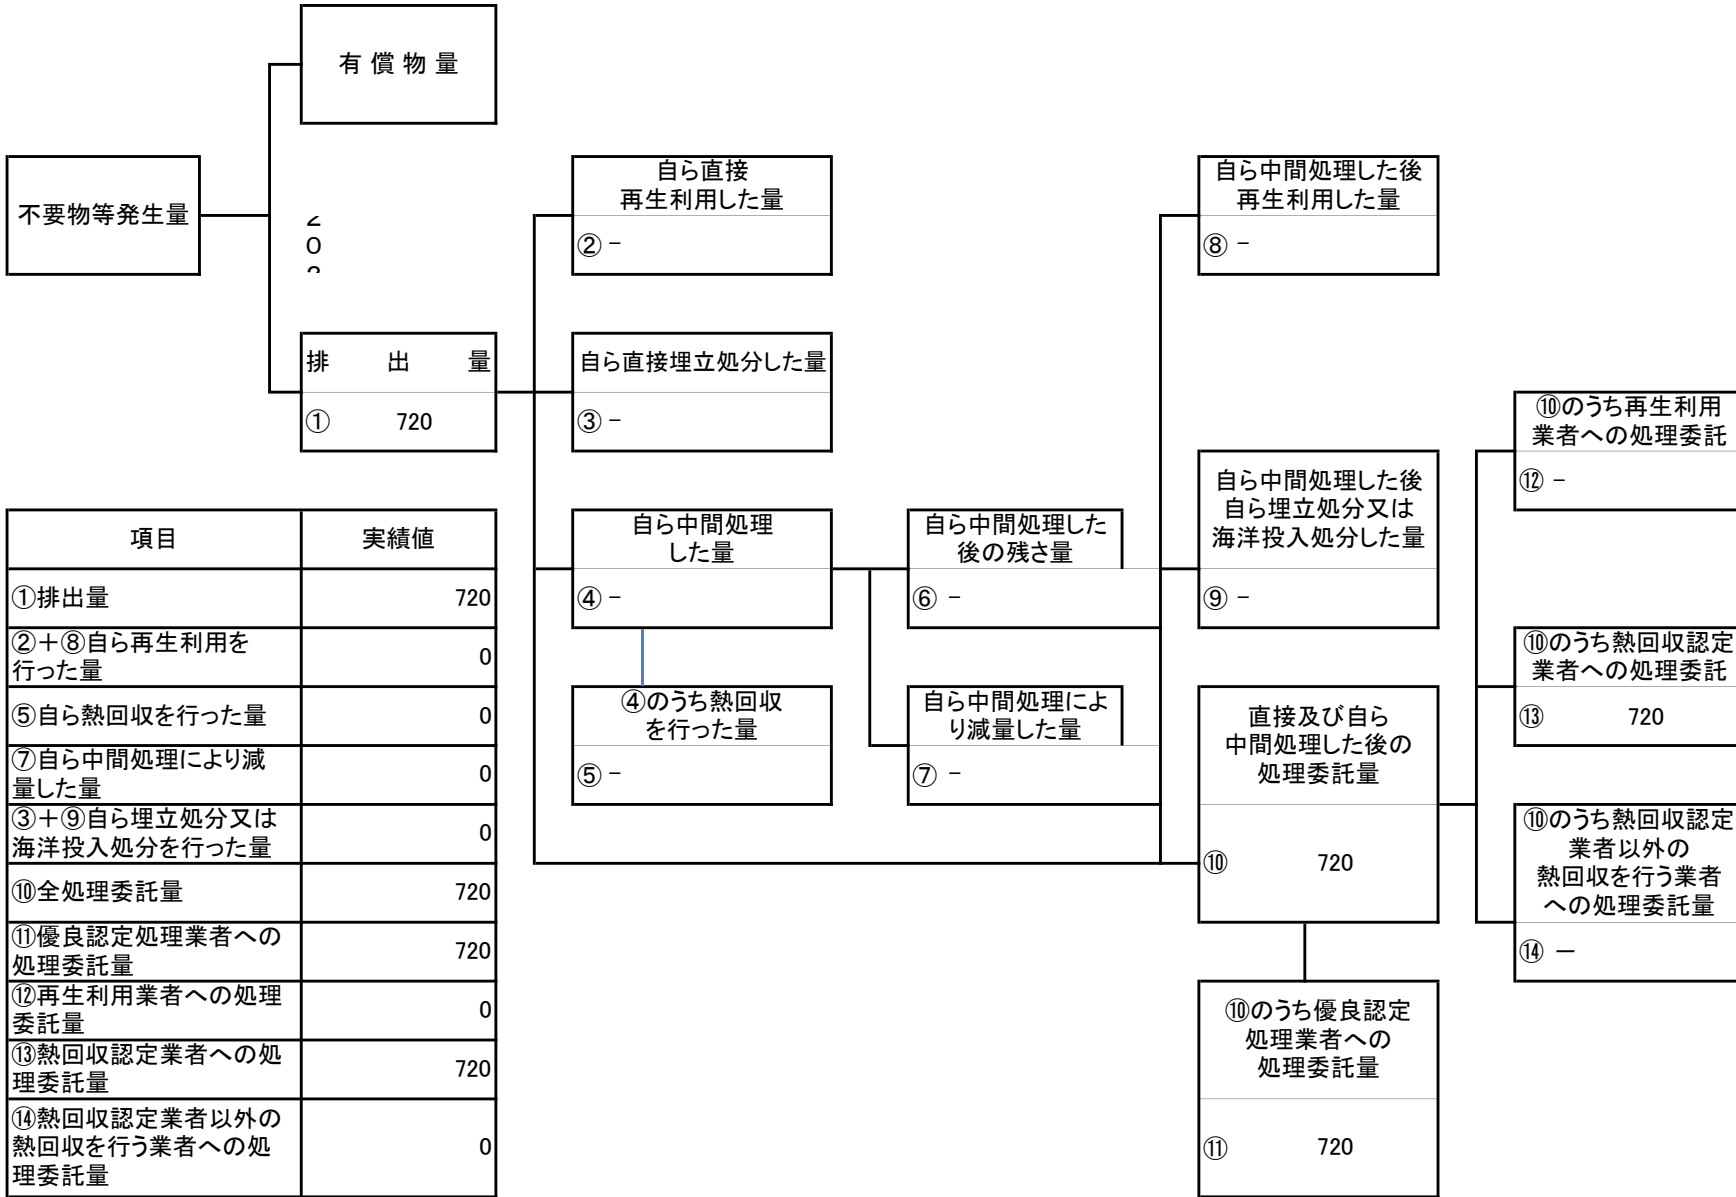 有 償 物 量
不要物等発生量
0
自ら直接
再生利用した量
② -
自ら中間処理した後
再生利用した量
⑧ -
排　出　量
① 720
自ら直接埋立処分した量
③ -
⑩のうち再生利用
業者への処理委託
⑫ -
自ら中間処理
した量
④ -
自ら中間処理した
後の残さ量
⑥ -
自ら中間処理した後
自ら埋立処分又は
海洋投入処分した量
⑨ -
④のうち熱回収
を行った量
⑤ -
自ら中間処理によ
り減量した量
⑦ -
直接及び自ら
中間処理した後の
処理委託量
⑩ 720
⑩のうち熱回収認定
業者への処理委託
⑬ 720
⑩のうち熱回収認定
業者以外の
熱回収を行う業者
への処理委託量
⑭ －
⑩のうち優良認定
処理業者への
処理委託量
⑪ 720
項目 実績値
①排出量 720
②＋⑧自ら再生利用を
行った量 0
⑤自ら熱回収を行った量 0
⑦自ら中間処理により減
量した量 0
③＋⑨自ら埋立処分又は
海洋投入処分を行った量 0
⑩全処理委託量 720
⑪優良認定処理業者への
処理委託量 720
⑫再生利用業者への処理
委託量 0
⑬熱回収認定業者への処
理委託量 720
⑭熱回収認定業者以外の
熱回収を行う業者への処
理委託量 0